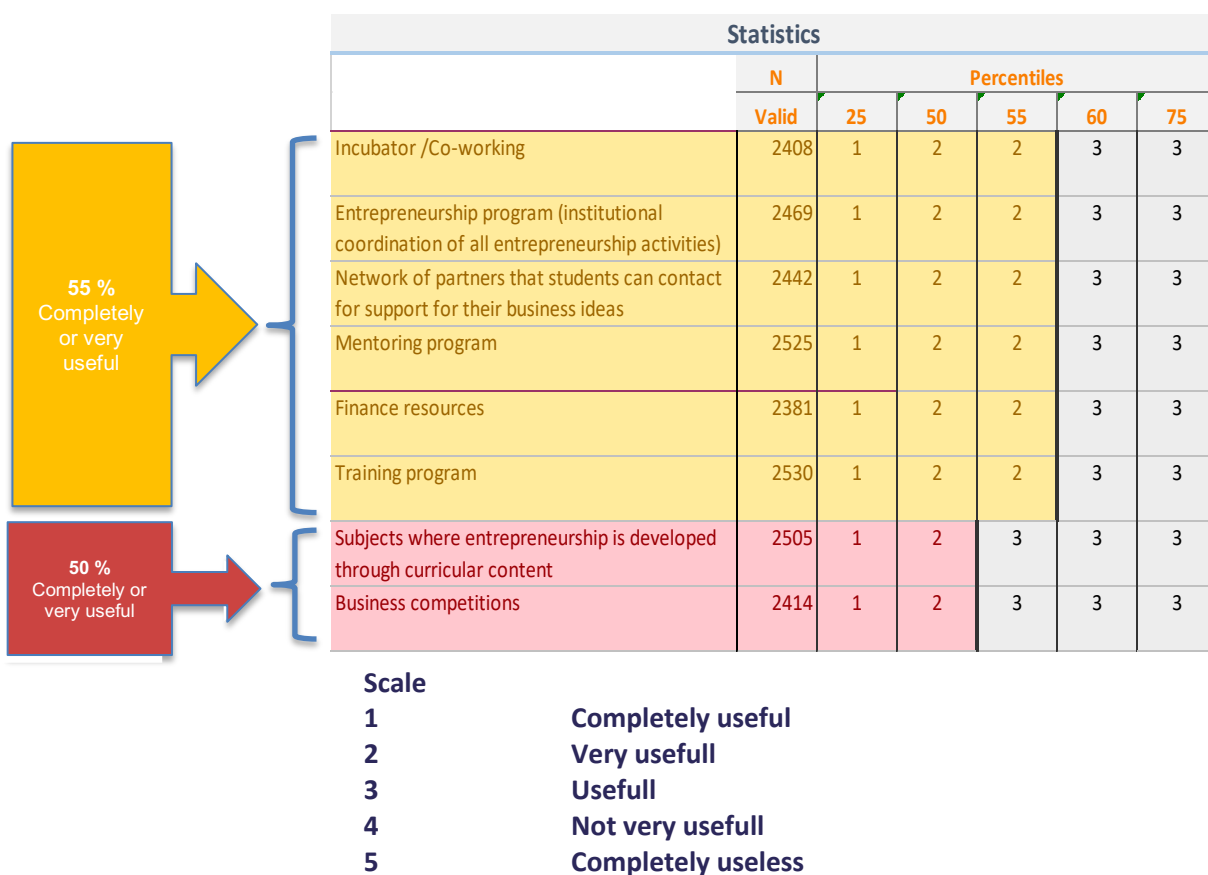 Statistics
N Percentiles
Valid 25 50 55 60 75
Incubator /Co-working 2408 1 2 2 3 3
Entrepreneurship program (institutional
coordination of all entrepreneurship activities) 2469 1 2 2 3 3
Network of partners that students can contact
for support for their business ideas 2442 1 2 2 3 3
Mentoring program 2525 1 2 2 3 3
Finance resources 2381 1 2 2 3 3
Training program 2530 1 2 2 3 3
Subjects where entrepreneurship is developed
through curricular content 2505 1 2 3 3 3
Business competitions 2414 1 2 3 3 3
55 %
Completely
or very
useful
50 %
Completely or
very useful
Scale
1 Completely useful
2 Very usefull
3 Usefull
4 Not very usefull
5 Completely useless